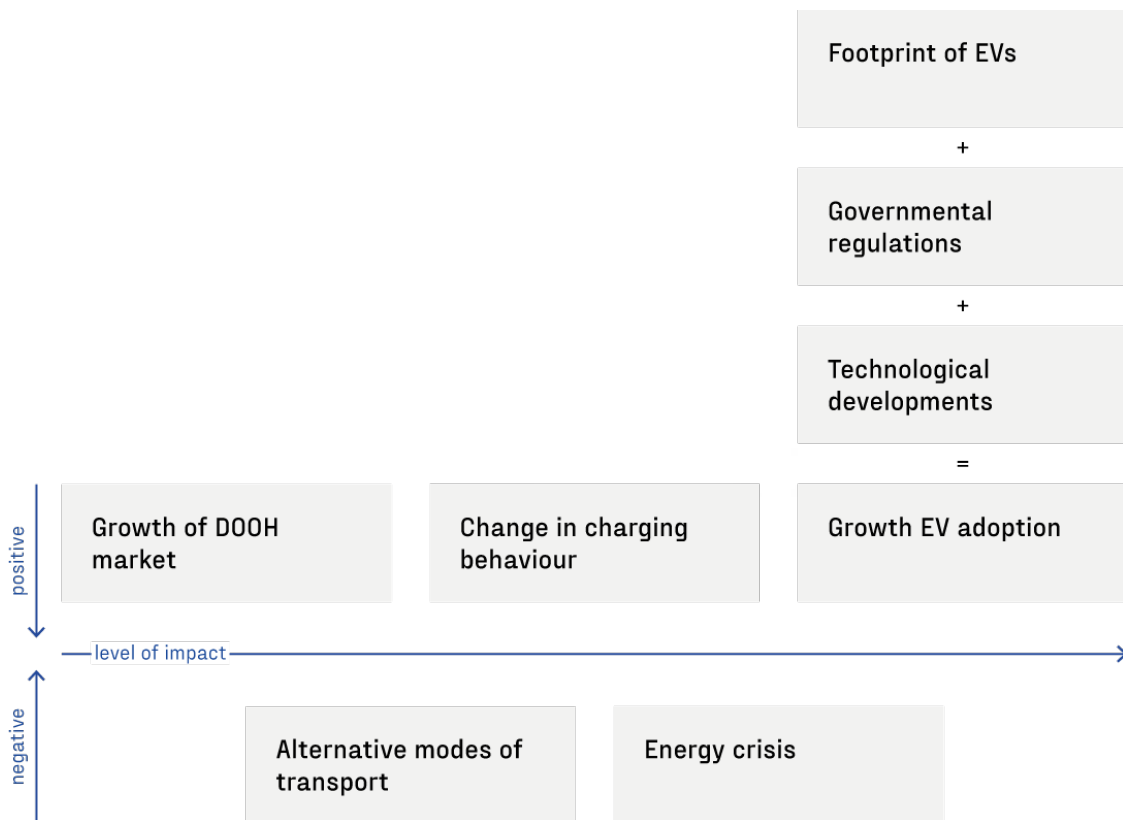 Footprint of EVs
+
Governmental
regulations
+
Technological
developments
=
Growth of DOOH
market
Change in charging
behaviour
Growth EV adoption
positive
level of impact
negative
Alternative modes of
transport
Energy crisis